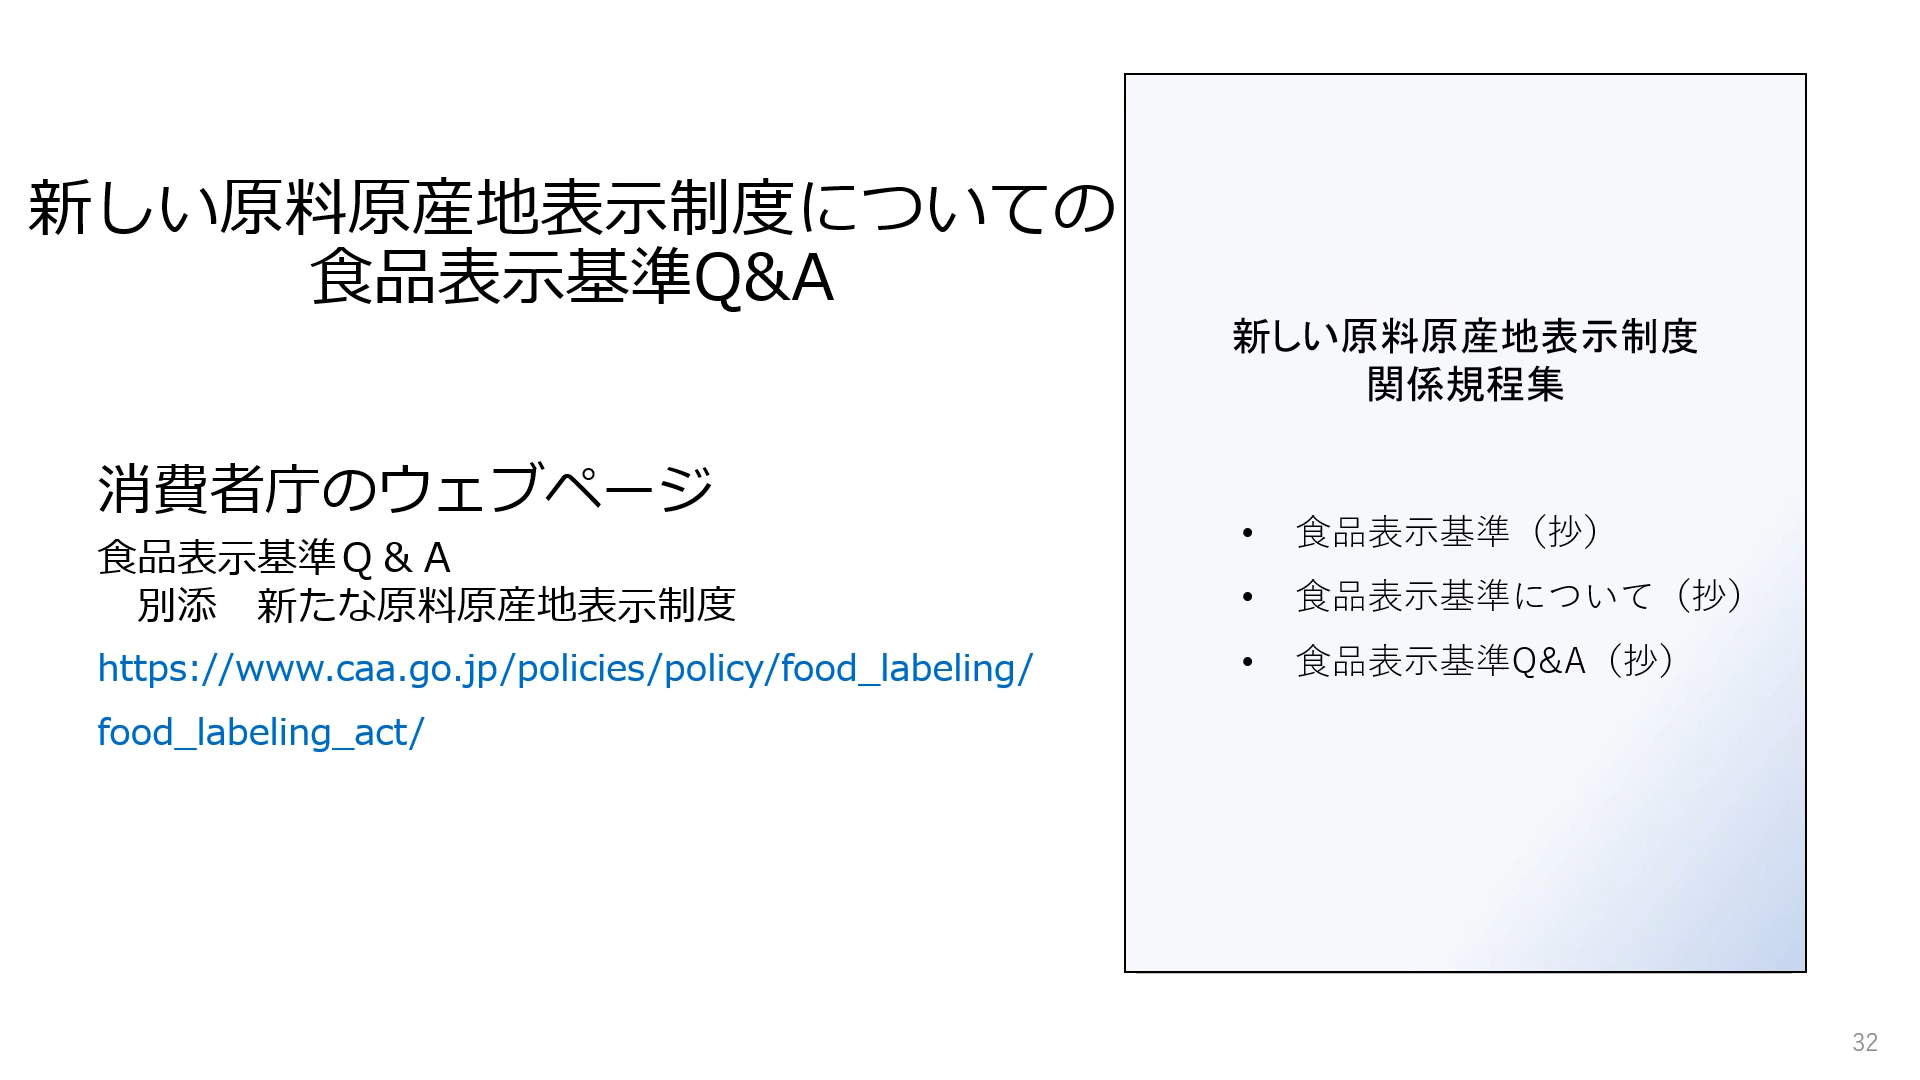 新しい原料原産地表示制度についての
食品表示基準Q&A
消費者庁のウェブページ
食品表示基準Ｑ＆Ａ
　別添　新たな原料原産地表示制度
https://www.caa.go.jp/policies/policy/food_labeling/
food_labeling_act/
新しい原料原産地表示制度
関係規程集
• 食品表示基準（抄）
• 食品表示基準について（抄）
• 食品表示基準Q&A（抄）
32